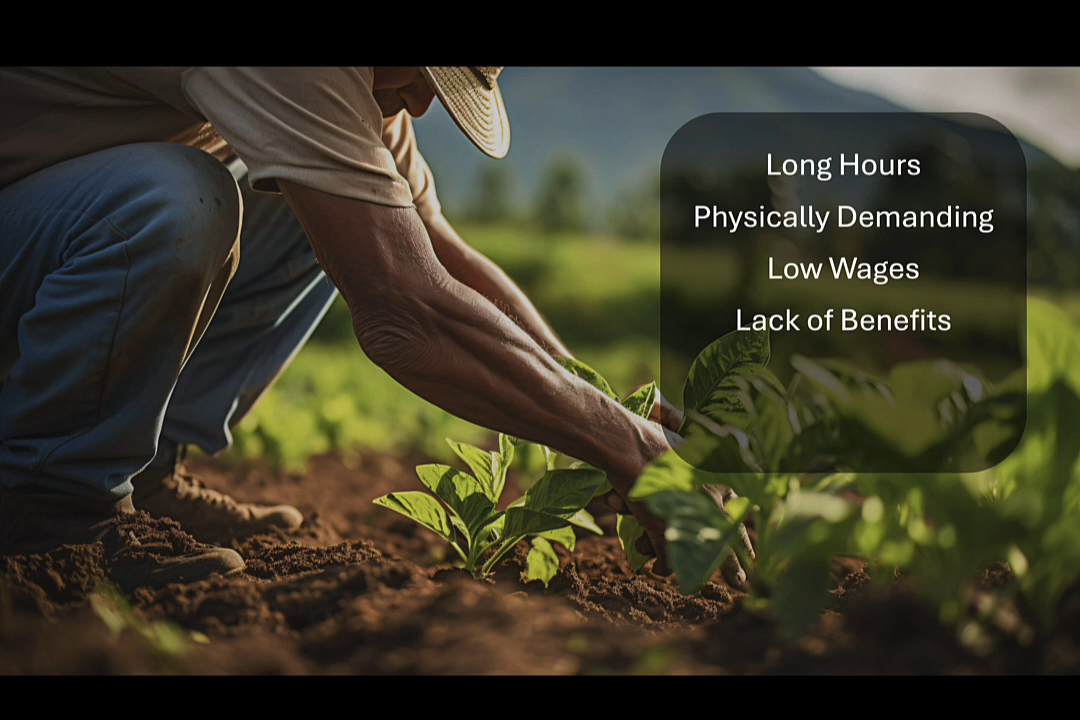 Long Hours
Physically Demanding
Low Wages
Lack of Benefits